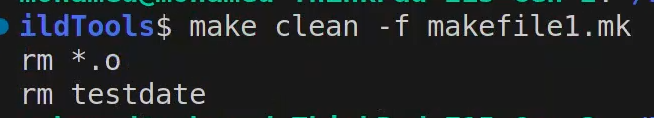 ildTools$ make clean -f makefile1.mk
rm *.o
rm testdate